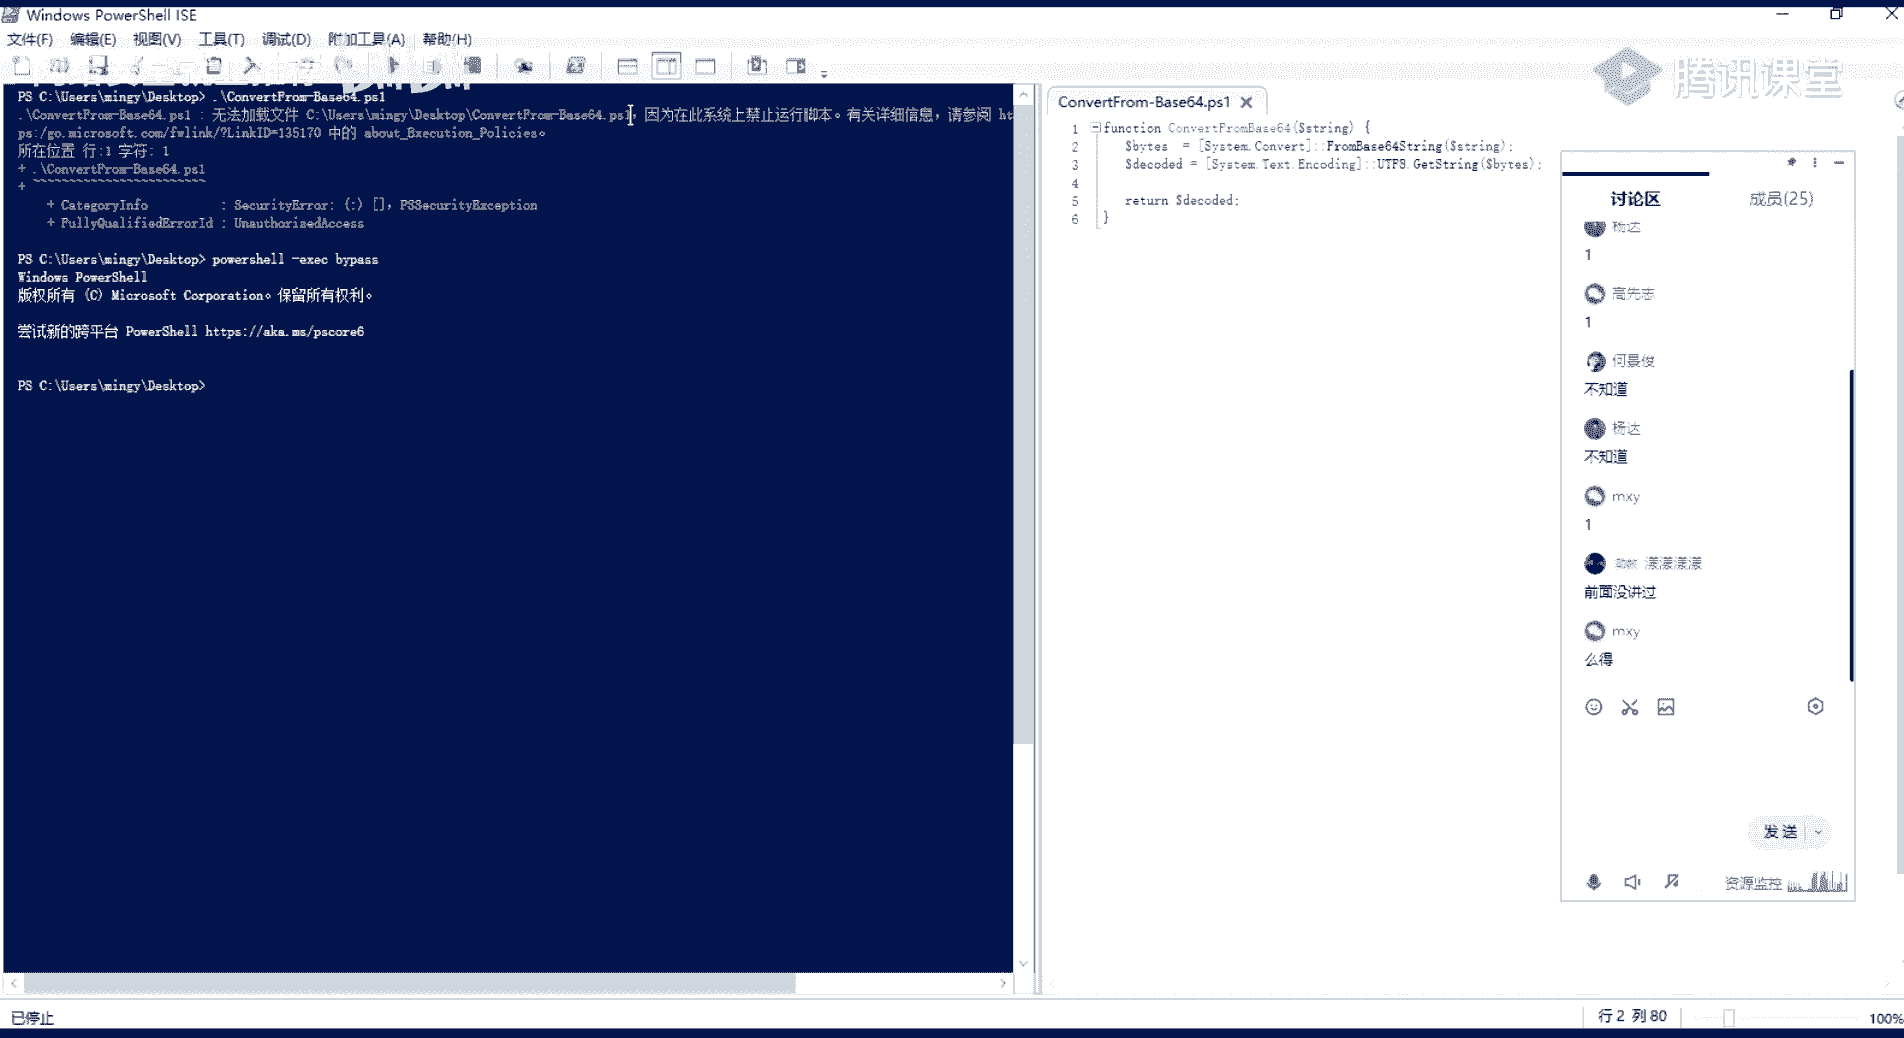 Windows PowerShell ISE
文件(F) 编辑(E) 视图(V) 工具(T) 调试(D) 附加工具(A) 帮助(H)
腾讯课堂
PS C:\Users\mingy\Desktop> .\ConvertFrom-Base64.ps1
.\ConvertFrom-Base64.ps1 : 无法加载文件 C:\Users\mingy\Desktop\ConvertFrom-Base64.ps1，因为在此系统上禁止运行脚本。有关详细信息，请参阅 ht
ps:/go.microsoft.com/fwlink/?LinkID=135170 中的 about_Execution_Policies。
所在位置 行:1 字符: 1
+ .\ConvertFrom-Base64.ps1
+ ~~~~~~~~~~~~~~~~~~~~~~~~
+ CategoryInfo : SecurityError: (:) []，PSSecurityException
+ FullyQualifiedErrorId : UnauthorizedAccess
PS C:\Users\mingy\Desktop> powershell -exec bypass
Windows PowerShell
版权所有 (C) Microsoft Corporation。保留所有权利。
尝试新的跨平台 PowerShell https://aka.ms/pscore6
PS C:\Users\mingy\Desktop>
ConvertFrom-Base64.ps1
1 function ConvertFromBase64($string) {
2 $bytes = [System.Convert]::FromBase64String($string);
3 $decoded = [System.Text.Encoding]::UTF8.GetString($bytes);
4
5 return $decoded;
6 }
讨论区 成员(25)
杨达
1
高先志
1
何景俊
不知道
杨达
不知道
mxy
1
助教 漾漾漾漾
前面没讲过
mxy
么得
发送
资源监控
已停止
行 2 列 80
100%